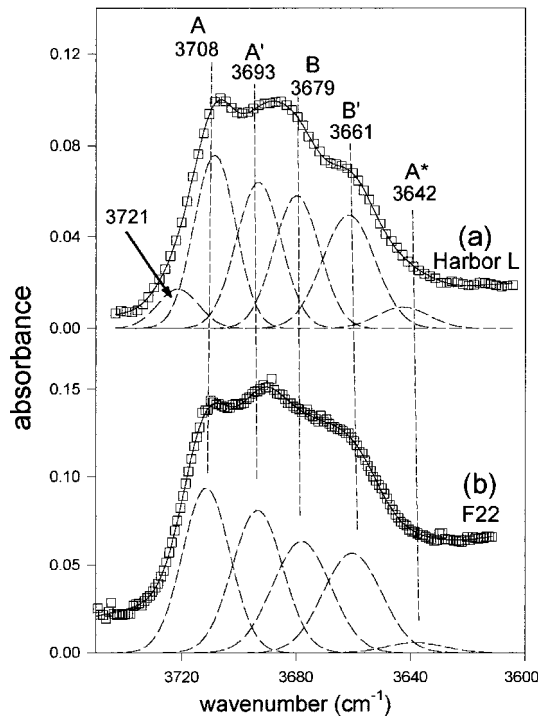 A
3708
A'
3693
B
3679
B'
3661
A*
3642
3721
(a)
Harbor L
0.12
0.08
0.04
0.00
absorbance
(b)
F22
0.15
0.10
0.05
0.00
3720
3680
3640
3600
wavenumber (cm⁻¹)